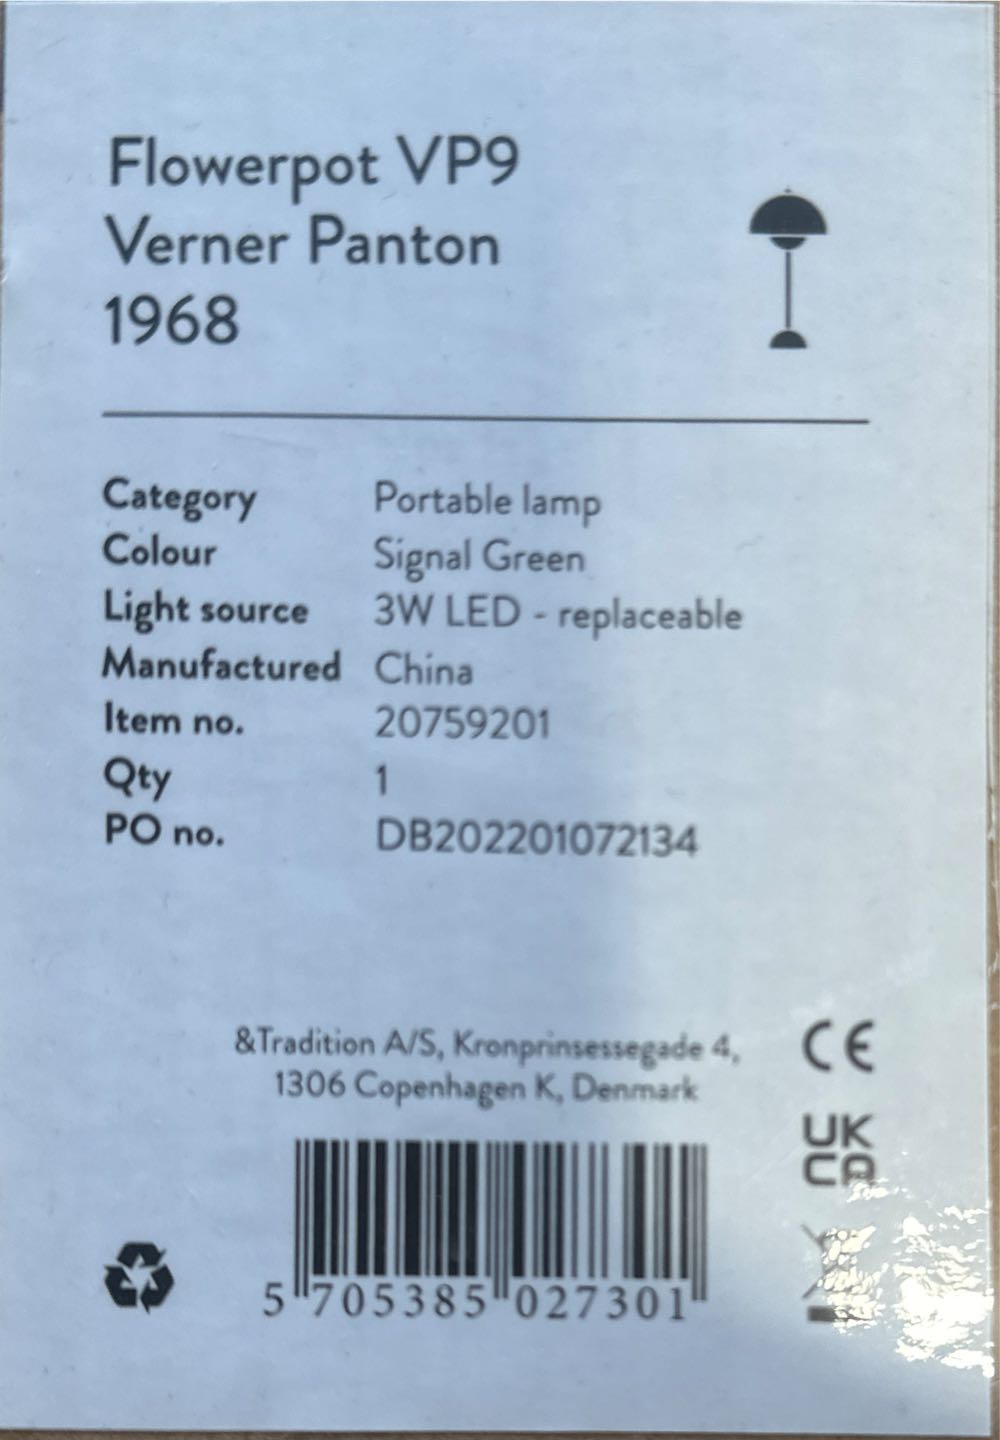 Flowerpot VP9
Verner Panton
1968
Category Portable lamp
Colour Signal Green
Light source 3W LED - replaceable
Manufactured China
Item no. 20759201
Qty 1
PO no. DB202201072134
&Tradition A/S, Kronprinsessegade 4,
1306 Copenhagen K, Denmark
CE
UK
CA
5 705385 027301